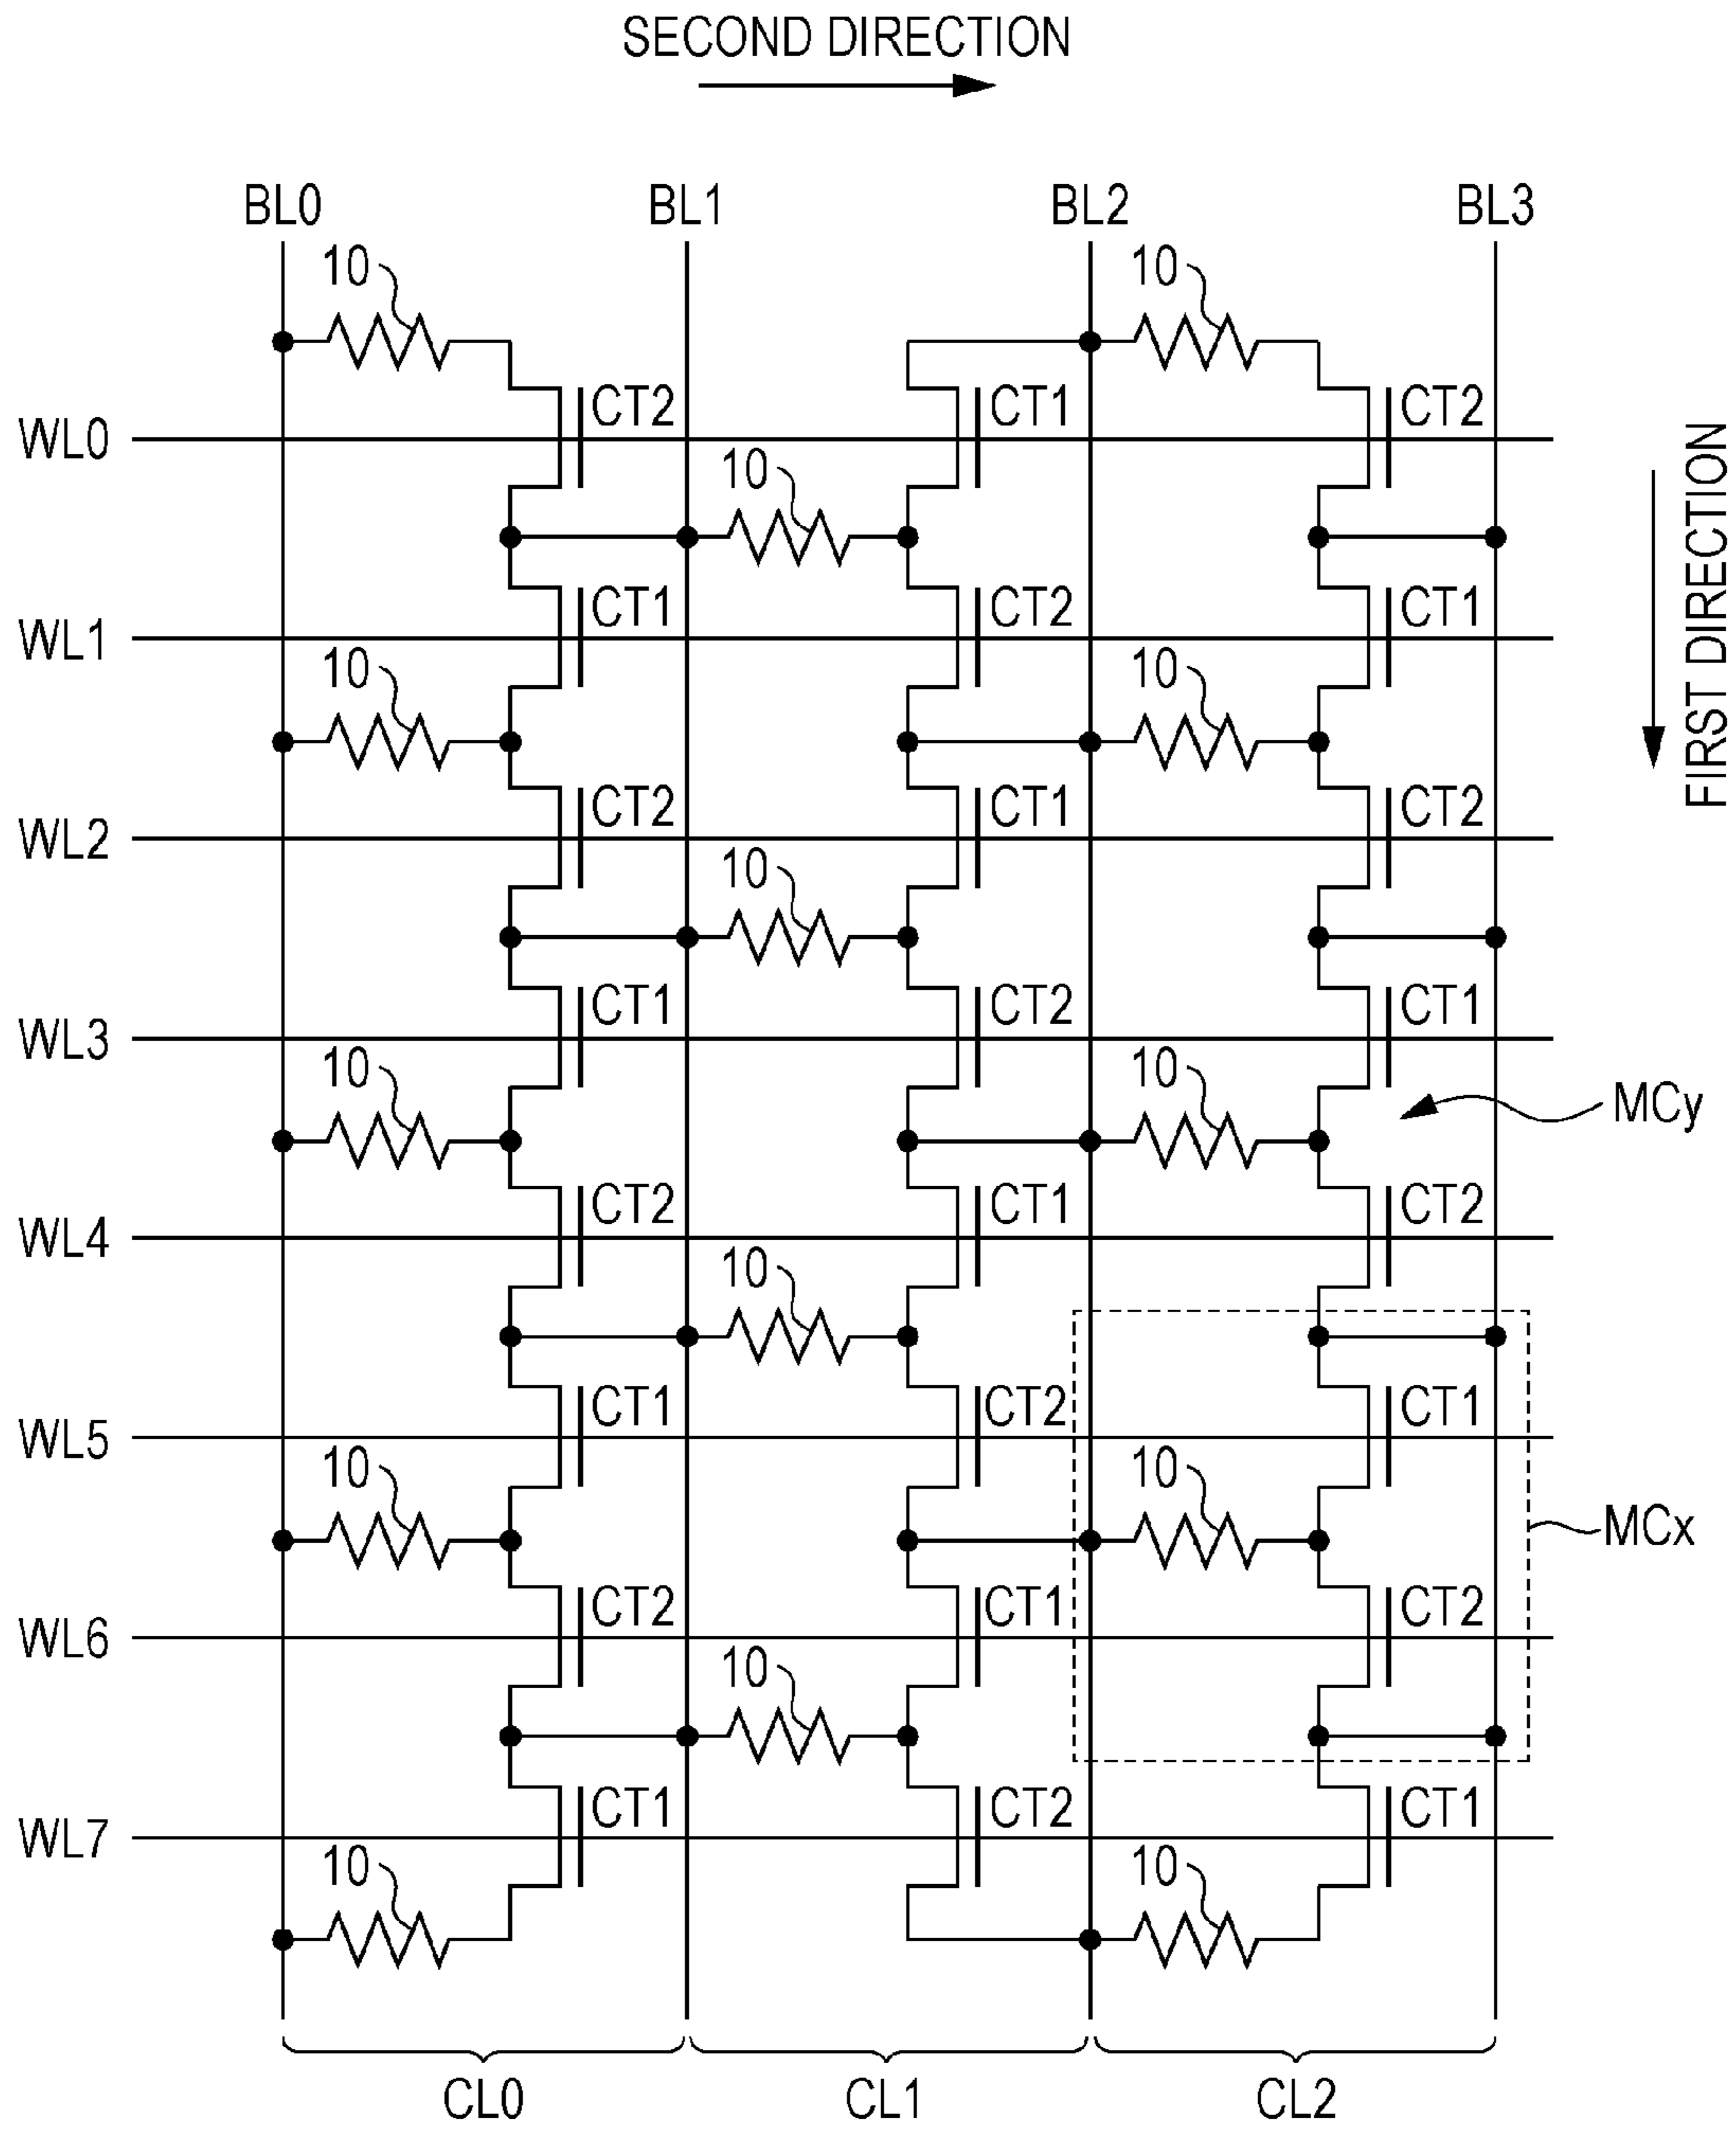 SECOND DIRECTION
BL0 BL1 BL2 BL3
10 10
CT2 CT1 CT2
WL0
10
FIRST DIRECTION
CT1 CT2 CT1
WL1
10 10
CT2 CT1 CT2
WL2
10
CT1 CT2 CT1
WL3
10 10
MCy
CT2 CT1 CT2
WL4
10
CT1 CT2 CT1
WL5
10 10
MCx
CT2 CT1 CT2
WL6
10
CT1 CT2 CT1
WL7
10 10
CL0 CL1 CL2